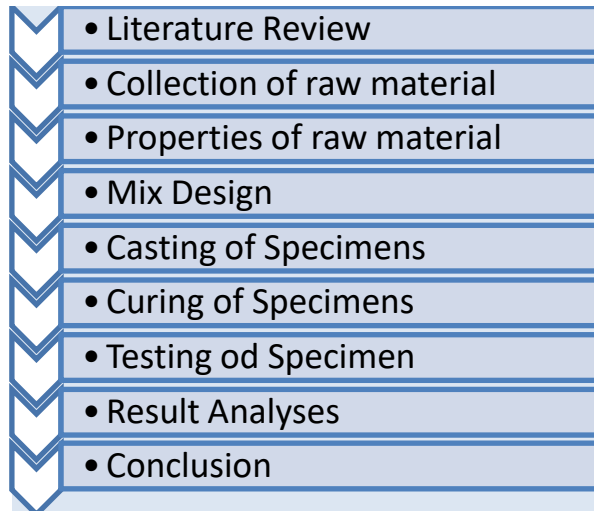 • Literature Review
• Collection of raw material
• Properties of raw material
• Mix Design
• Casting of Specimens
• Curing of Specimens
• Testing od Specimen
• Result Analyses
• Conclusion